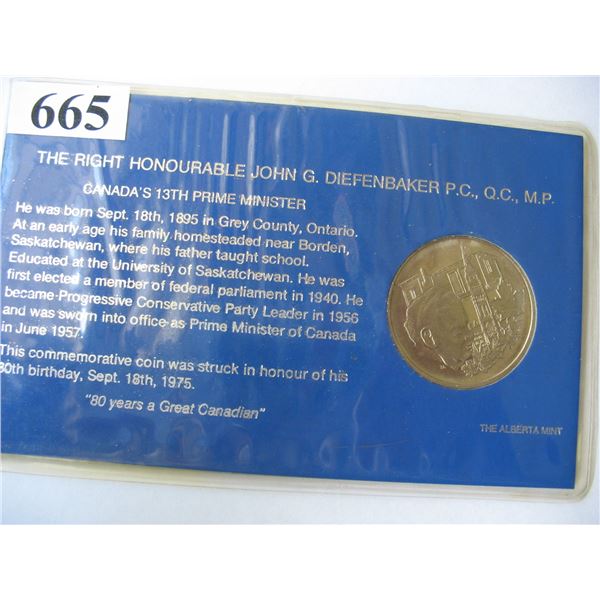 665
THE RIGHT HONOURABLE JOHN G. DIEFENBAKER P.C., Q.C., M.P.
CANADA'S 13TH PRIME MINISTER
He was born Sept. 18th, 1895 in Grey County, Ontario.
At an early age his family homesteaded near Borden,
Saskatchewan, where his father taught school.
Educated at the University of Saskatchewan. He was
first elected a member of federal parliament in 1940. He
became Progressive Conservative Party Leader in 1956
and was sworn into office as Prime Minister of Canada
in June 1957.
This commemorative coin was struck in honour of his
80th birthday, Sept. 18th, 1975.
"80 years a Great Canadian"
THE ALBERTA MINT